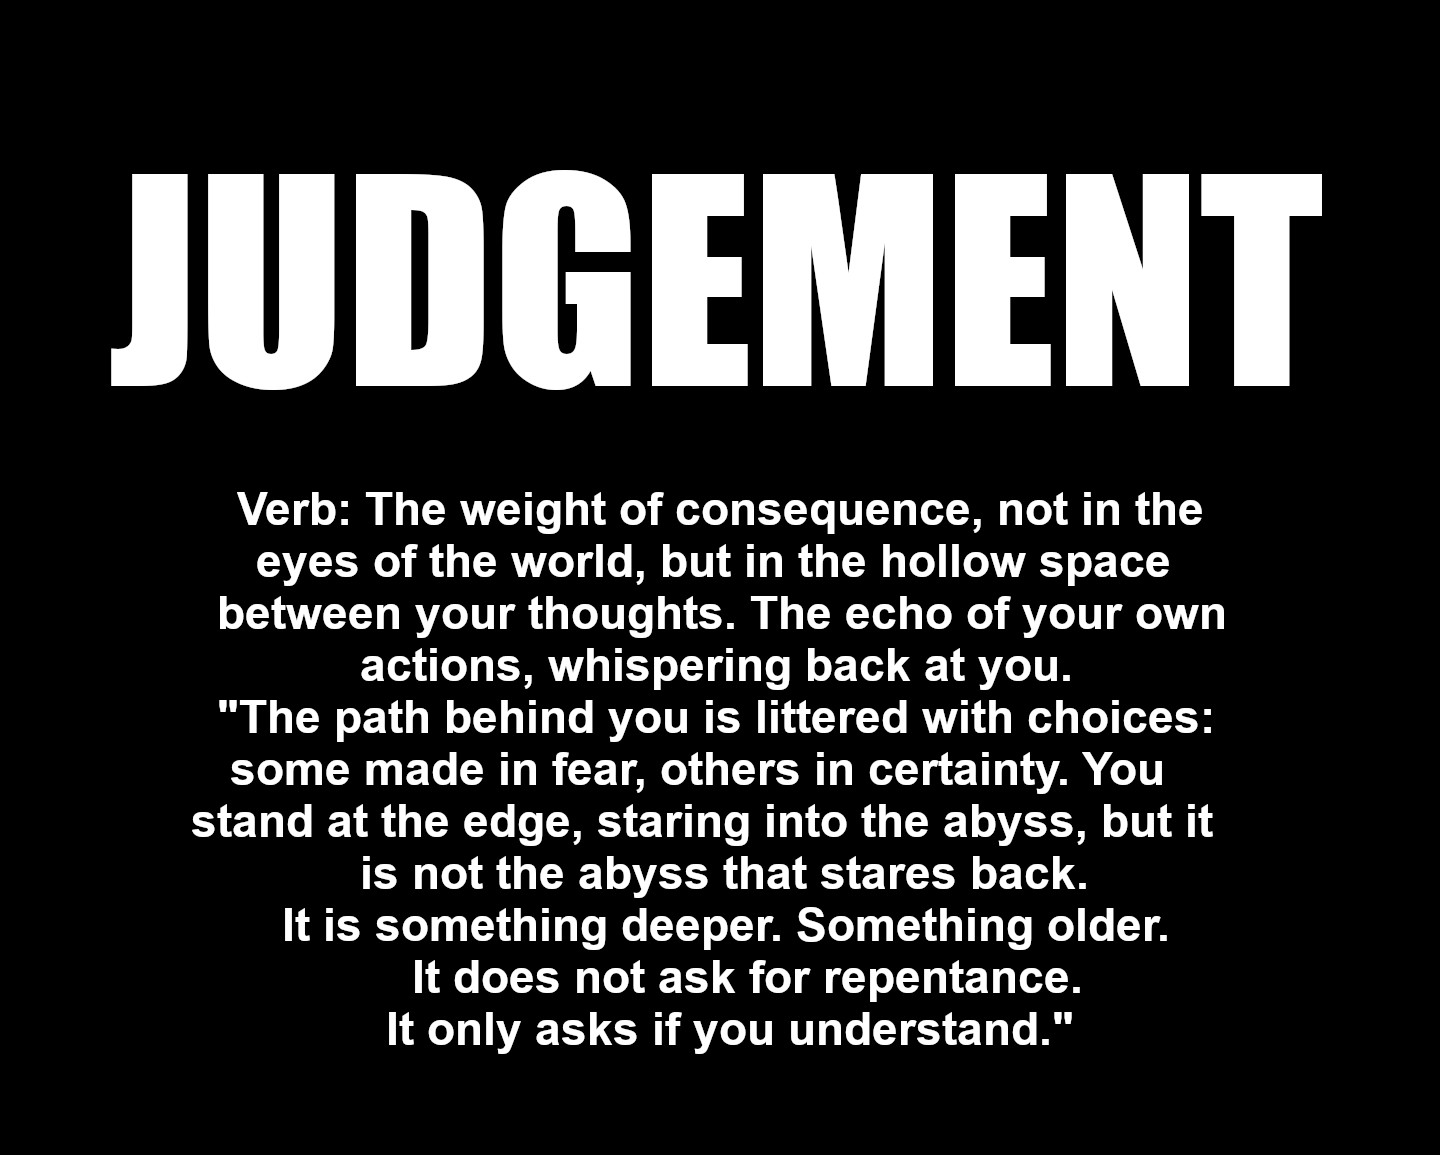 JUDGEMENT
Verb: The weight of consequence, not in the
eyes of the world, but in the hollow space
between your thoughts. The echo of your own
actions, whispering back at you.
"The path behind you is littered with choices:
some made in fear, others in certainty. You
stand at the edge, staring into the abyss, but it
is not the abyss that stares back.
It is something deeper. Something older.
It does not ask for repentance.
It only asks if you understand."